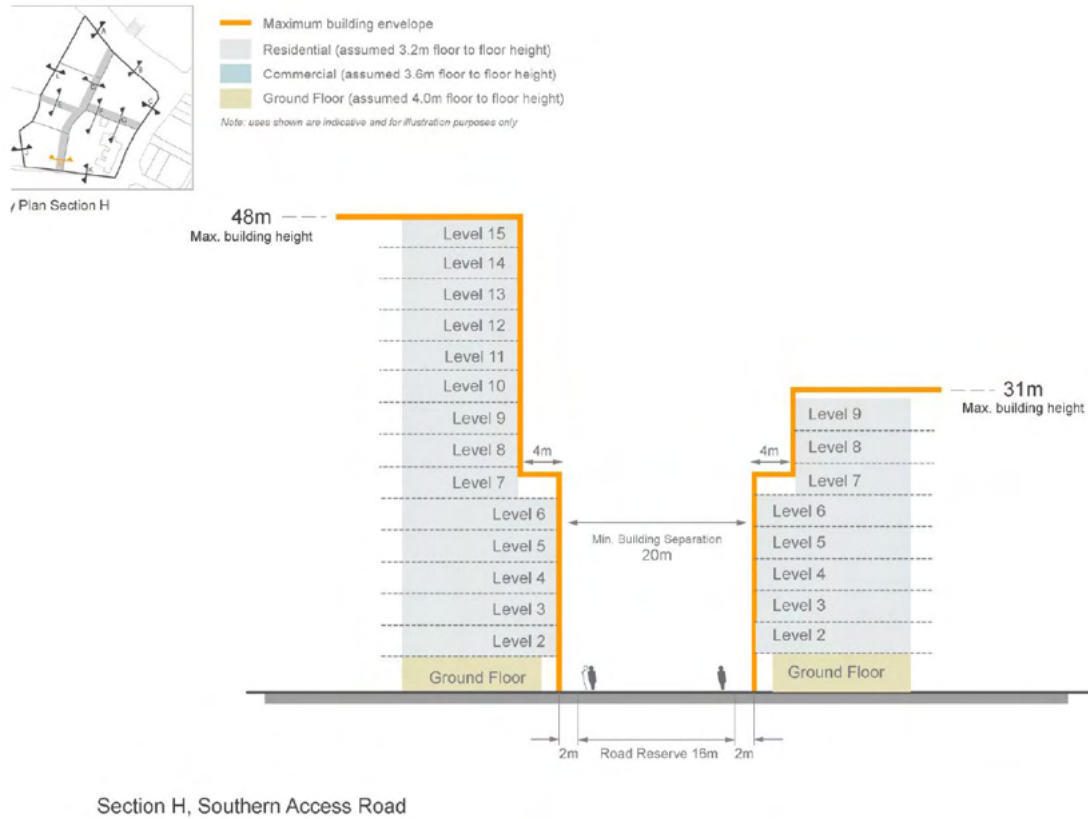 Maximum building envelope
Residential (assumed 3.2m floor to floor height)
Commercial (assumed 3.6m floor to floor height)
Ground Floor (assumed 4.0m floor to floor height)
Note: uses shown are indicative and for illustration purposes only
y Plan Section H
48m
Max. building height
Level 15
Level 14
Level 13
Level 12
Level 11
Level 10
Level 9
Level 8
Level 7
Level 6
Level 5
Level 4
Level 3
Level 2
Ground Floor
4m
Min. Building Separation
20m
4m
31m
Max. building height
Level 9
Level 8
Level 7
Level 6
Level 5
Level 4
Level 3
Level 2
Ground Floor
2m
Road Reserve 16m
2m
Section H, Southern Access Road